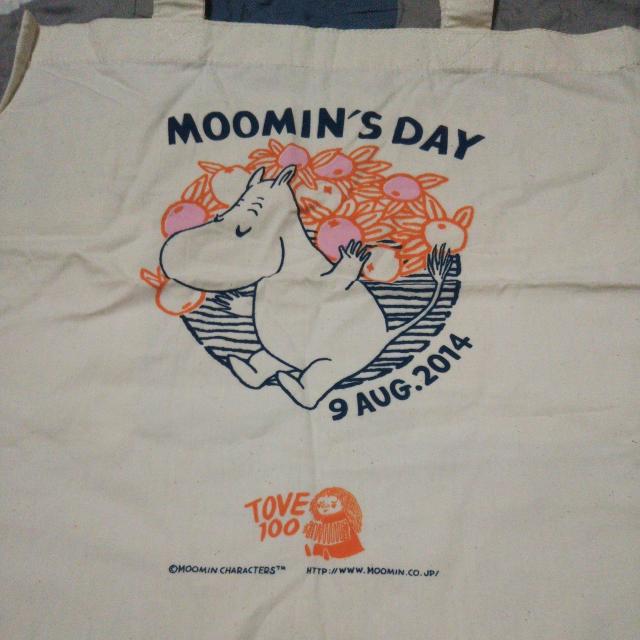 MOOMIN'S DAY
9 AUG. 2014
TOVE
100
©MOOMIN CHARACTERS™ HTTP://WWW.MOOMIN.CO.JP/